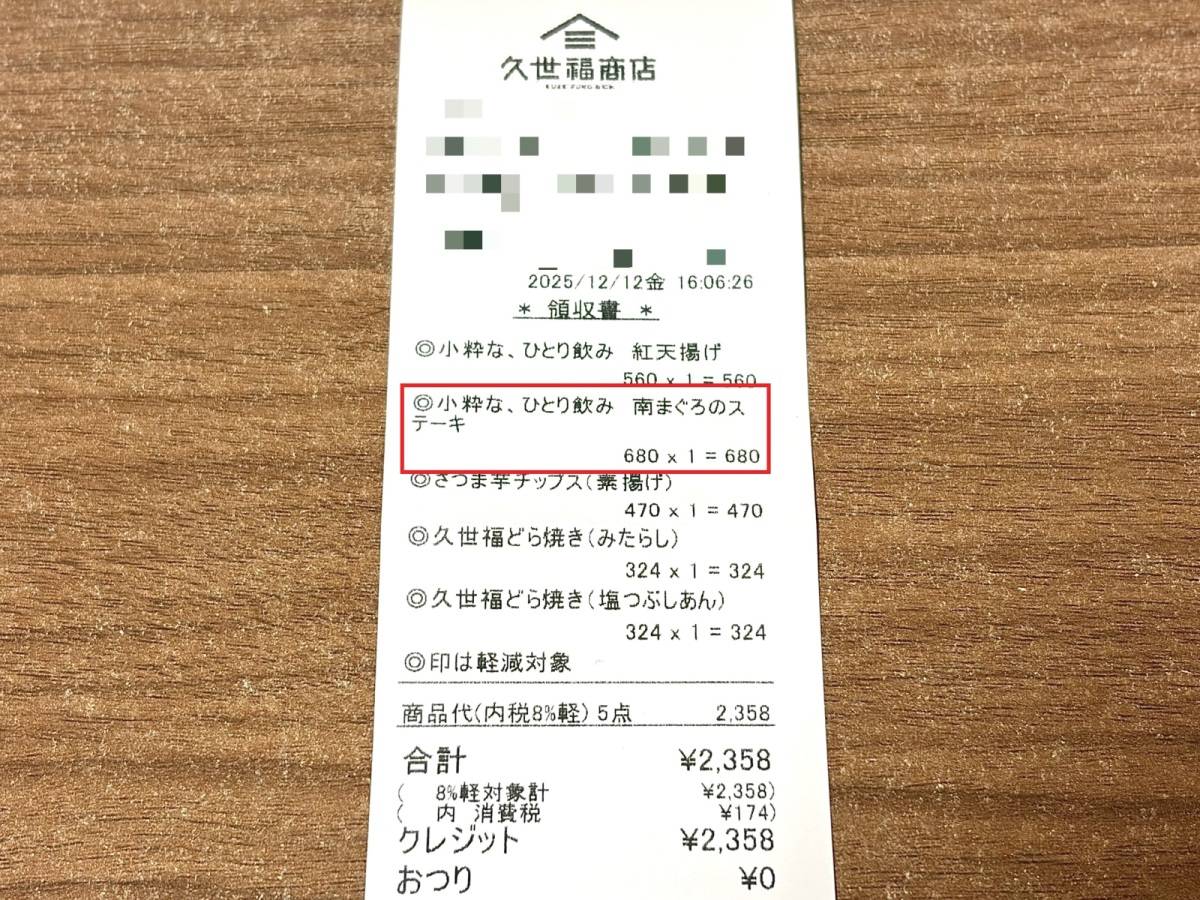 久世福商店
KUZE FUKU & CO.
2025/12/12金 16:06:26
* 領収書 *
◎小粋な、ひとり飲み 紅天揚げ
560 x 1 = 560
◎小粋な、ひとり飲み 南まぐろのス
テーキ
680 x 1 = 680
◎さつま芋チップス(素揚げ)
470 x 1 = 470
◎久世福どら焼き(みたらし)
324 x 1 = 324
◎久世福どら焼き(塩つぶしあん)
324 x 1 = 324
◎印は軽減対象
商品代(内税8%軽) 5点 2,358
合計 ¥2,358
( 8%軽対象計 ¥2,358)
( 内 消費税 ¥174)
クレジット ¥2,358
おつり ¥0